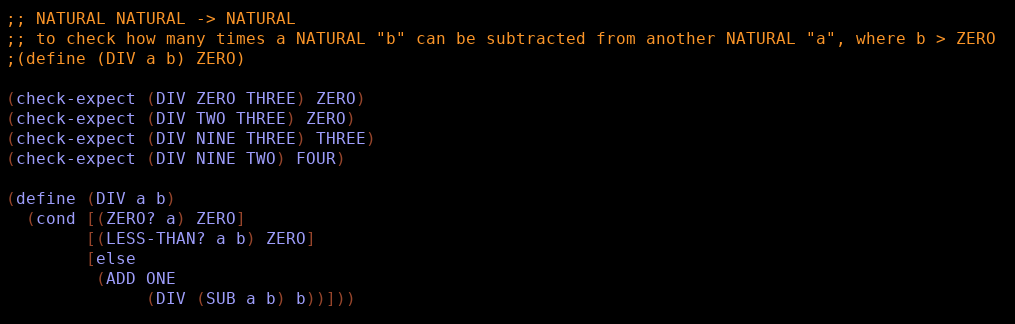 ;; NATURAL NATURAL -> NATURAL
;; to check how many times a NATURAL "b" can be subtracted from another NATURAL "a", where b > ZERO
;(define (DIV a b) ZERO)

(check-expect (DIV ZERO THREE) ZERO)
(check-expect (DIV TWO THREE) ZERO)
(check-expect (DIV NINE THREE) THREE)
(check-expect (DIV NINE TWO) FOUR)

(define (DIV a b)
  (cond [(ZERO? a) ZERO]
        [(LESS-THAN? a b) ZERO]
        [else
         (ADD ONE
              (DIV (SUB a b) b))]))